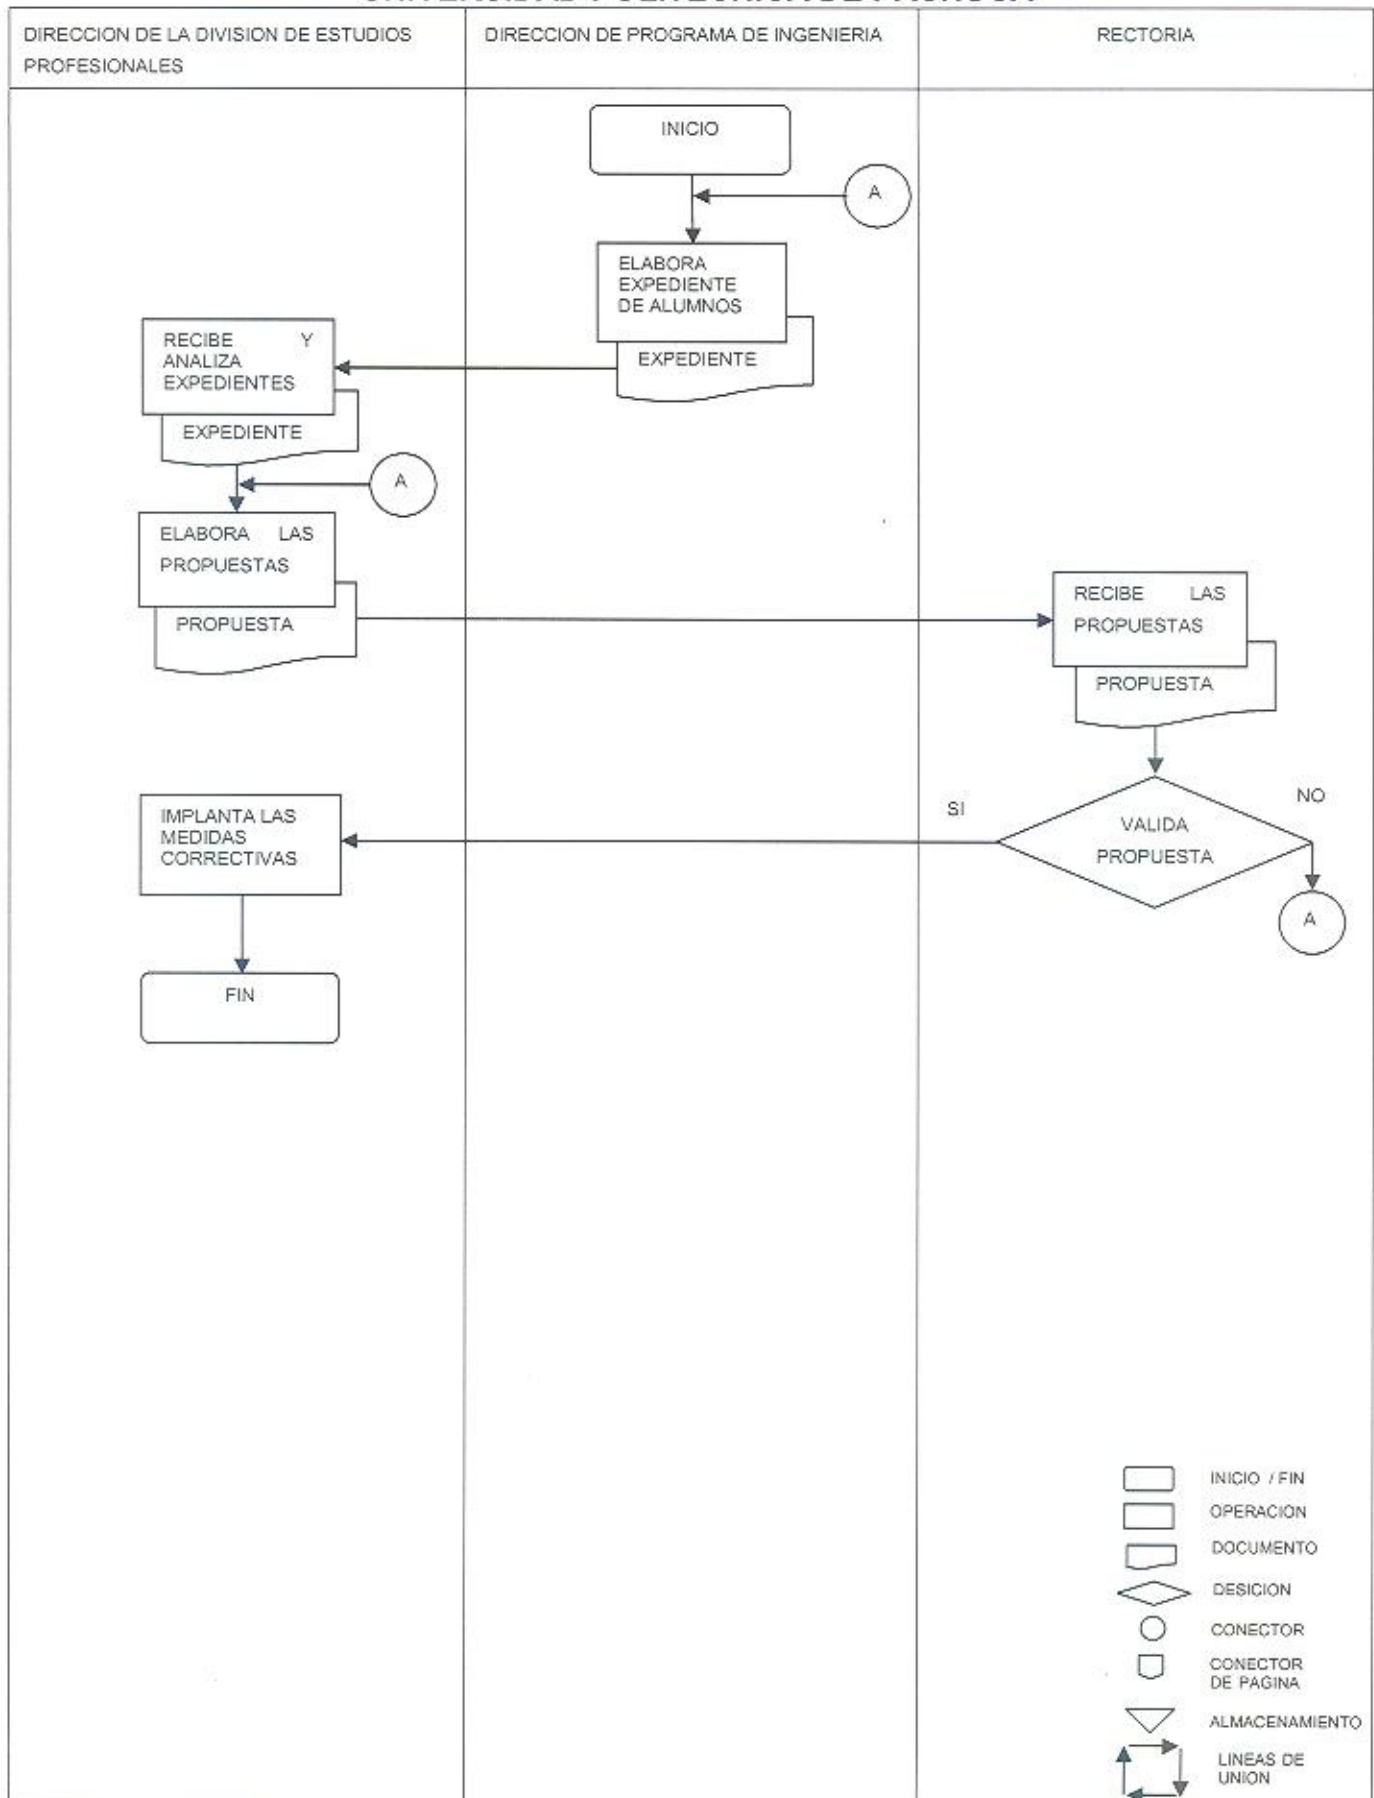 DIRECCION DE LA DIVISION DE ESTUDIOS
PROFESIONALES
DIRECCION DE PROGRAMA DE INGENIERIA
RECTORIA
INICIO
A
ELABORA
EXPEDIENTE
DE ALUMNOS
EXPEDIENTE
RECIBE Y
ANALIZA
EXPEDIENTES
EXPEDIENTE
A
ELABORA LAS
PROPUESTAS
PROPUESTA
RECIBE LAS
PROPUESTAS
PROPUESTA
VALIDA
PROPUESTA
SI
NO
A
IMPLANTA LAS
MEDIDAS
CORRECTIVAS
FIN
INICIO / FIN
OPERACION
DOCUMENTO
DESICION
CONECTOR
CONECTOR
DE PAGINA
ALMACENAMIENTO
LINEAS DE
UNION